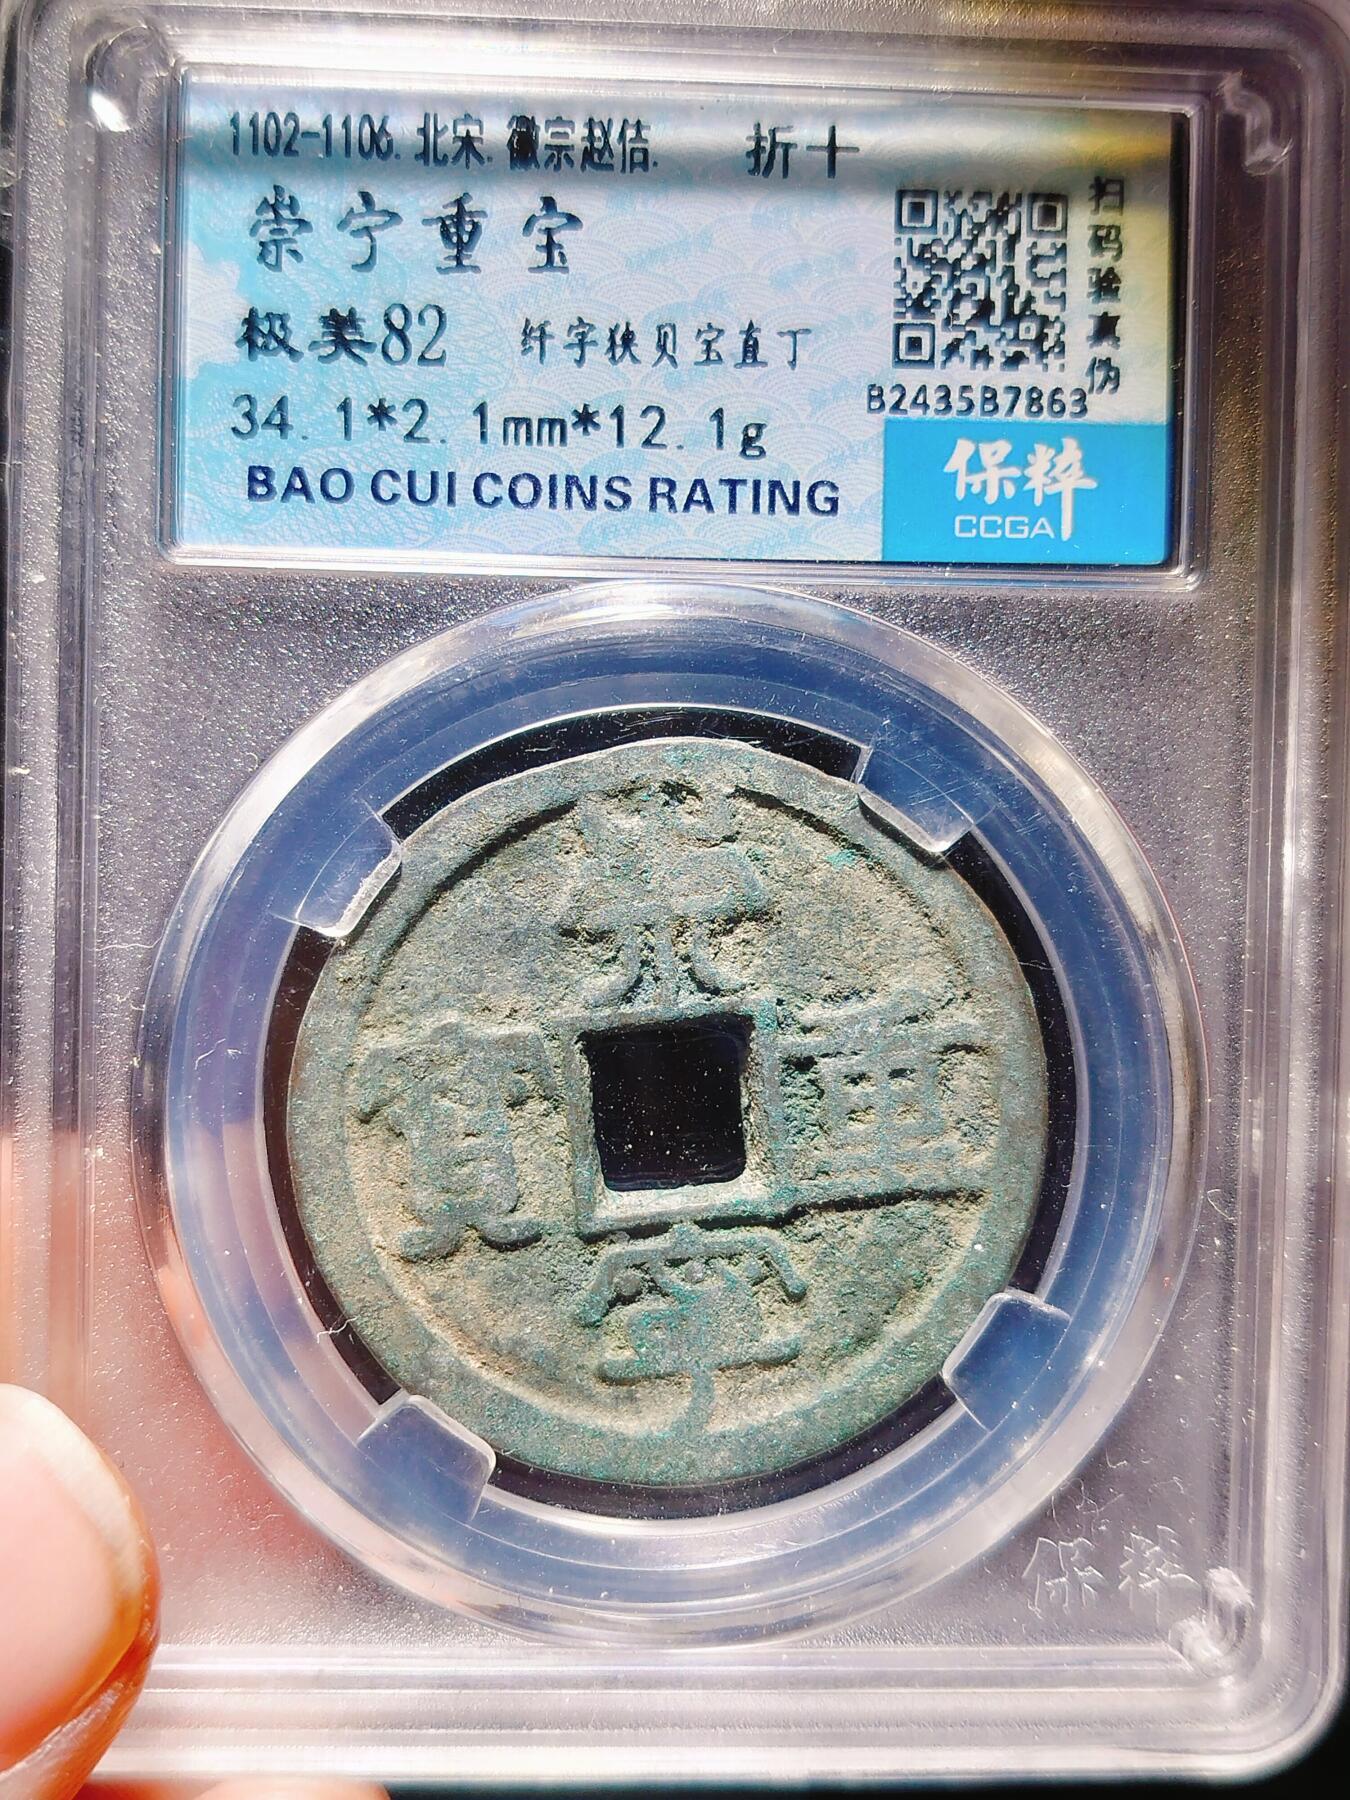 1102-1106. 北宋. 徽宗赵佶. 折十
崇宁重宝
极美82 纤字狭贝宝直丁
34.1*2.1mm*12.1g
BAO CUI COINS RATING
扫码验真伪
B2435B7863
保粹
CCGA
崇
寳 重
寧
保粹